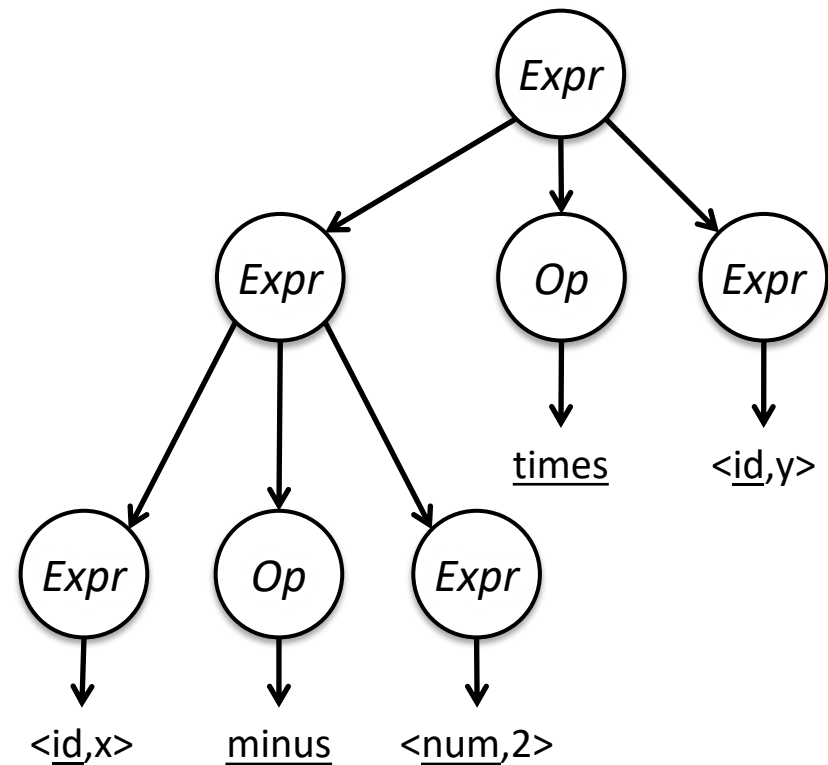 Expr
Expr Op Expr
times <id,y>
Expr Op Expr
<id,x> minus <num,2>